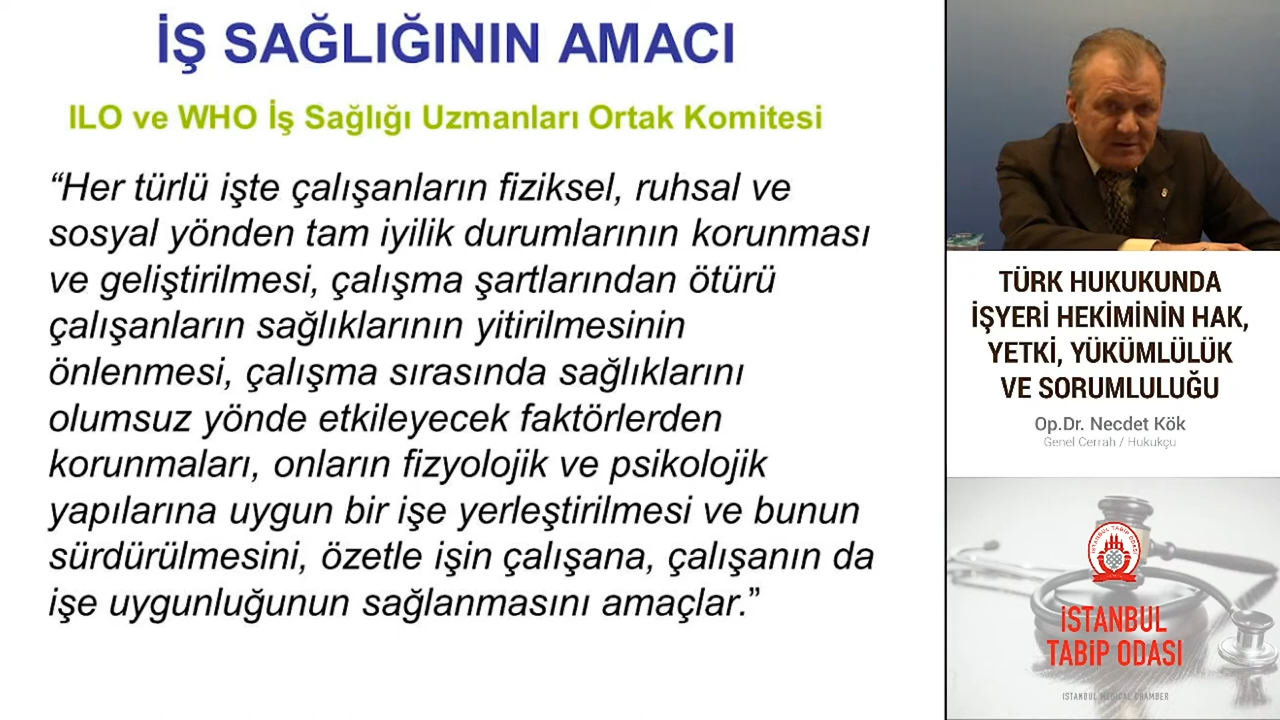 İŞ SAĞLIĞININ AMACI
ILO ve WHO İş Sağlığı Uzmanları Ortak Komitesi
“Her türlü işte çalışanların fiziksel, ruhsal ve
sosyal yönden tam iyilik durumlarının korunması
ve geliştirilmesi, çalışma şartlarından ötürü
çalışanların sağlıklarının yitirilmesinin
önlenmesi, çalışma sırasında sağlıklarını
olumsuz yönde etkileyecek faktörlerden
korunmaları, onların fizyolojik ve psikolojik
yapılarına uygun bir işe yerleştirilmesi ve bunun
sürdürülmesini, özetle işin çalışana, çalışanın da
işe uygunluğunun sağlanmasını amaçlar.”
TÜRK HUKUKUNDA
İŞYERİ HEKİMİNİN HAK,
YETKİ, YÜKÜMLÜLÜK
VE SORUMLULUĞU
Op.Dr. Necdet Kök
Genel Cerrah / Hukukçu
İSTANBUL TABİP ODASI
İSTANBUL
TABİP ODASI
ISTANBUL MEDICAL CHAMBER